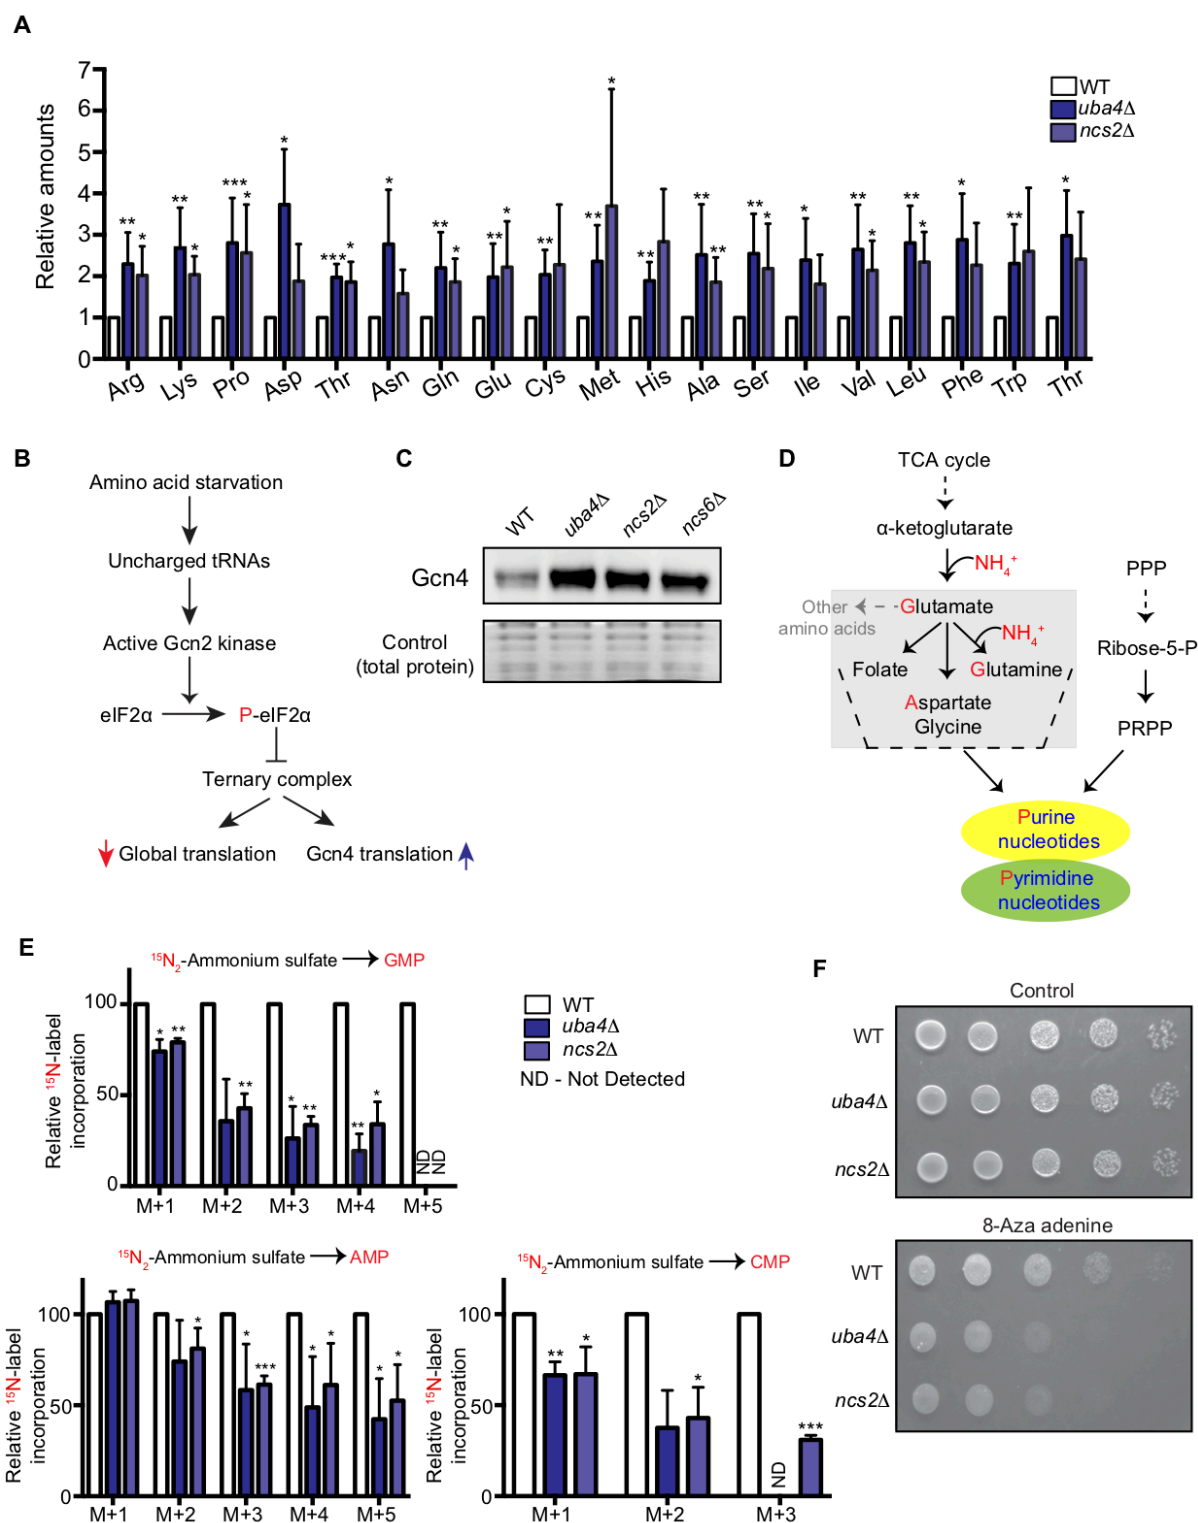 A
7
6
5
4
3
2
1
0
Relative amounts
** * ** * *** * * *** * * ** * ** * ** ** * ** ** ** ** * * ** * ** * * ** *
WT
uba4Δ
ncs2Δ
Arg Lys Pro Asp Thr Asn Gln Glu Cys Met His Ala Ser Ile Val Leu Phe Trp Thr
B
Amino acid starvation
Uncharged tRNAs
Active Gcn2 kinase
eIF2α P-eIF2α
Ternary complex
Global translation Gcn4 translation
C
WT uba4Δ ncs2Δ ncs6Δ
Gcn4
Control
(total protein)
D
TCA cycle
α-ketoglutarate
NH4+
PPP
Other
amino acids
Glutamate
NH4+
Ribose-5-P
Folate Glutamine
Aspartate
Glycine
PRPP
Purine
nucleotides
Pyrimidine
nucleotides
E
15N2-Ammonium sulfate GMP
Relative 15N-label
incorporation
100
50
0
* ** ** * ** ** *
ND ND
M+1 M+2 M+3 M+4 M+5
WT
uba4Δ
ncs2Δ
ND - Not Detected
15N2-Ammonium sulfate AMP
Relative 15N-label
incorporation
100
50
0
* * *** * * * *
M+1 M+2 M+3 M+4 M+5
15N2-Ammonium sulfate CMP
Relative 15N-label
incorporation
100
50
0
** * * ***
ND
M+1 M+2 M+3
F
Control
WT
uba4Δ
ncs2Δ
8-Aza adenine
WT
uba4Δ
ncs2Δ